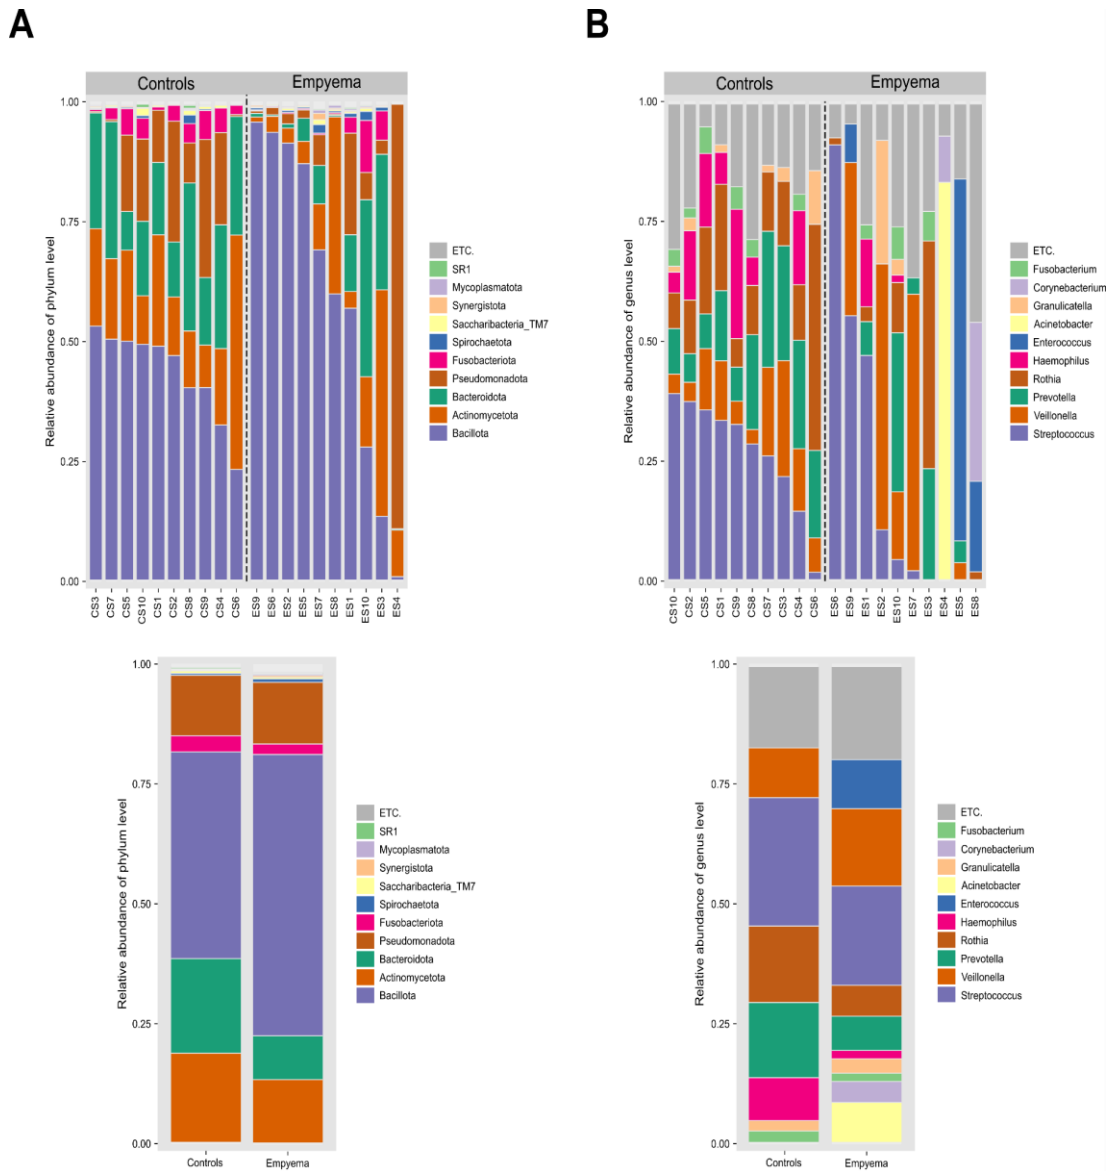 A
B
Controls
Empyema
Relative abundance of phylum level
1.00
0.75
0.50
0.25
0.00
CS3
CS7
CS5
CS10
CS1
CS2
CS8
CS9
CS4
CS6
ES9
ES6
ES2
ES5
ES7
ES8
ES1
ES10
ES3
ES4
ETC.
SR1
Mycoplasmatota
Synergistota
Saccharibacteria_TM7
Spirochaetota
Fusobacteriota
Pseudomonadota
Bacteroidota
Actinomycetota
Bacillota
Controls
Empyema
Relative abundance of genus level
1.00
0.75
0.50
0.25
0.00
CS10
CS2
CS5
CS1
CS9
CS8
CS7
CS3
CS4
CS6
ES6
ES9
ES1
ES2
ES10
ES7
ES3
ES4
ES5
ES8
ETC.
Fusobacterium
Corynebacterium
Granulicatella
Acinetobacter
Enterococcus
Haemophilus
Rothia
Prevotella
Veillonella
Streptococcus
Relative abundance of phylum level
1.00
0.75
0.50
0.25
0.00
Controls
Empyema
ETC.
SR1
Mycoplasmatota
Synergistota
Saccharibacteria_TM7
Spirochaetota
Fusobacteriota
Pseudomonadota
Bacteroidota
Actinomycetota
Bacillota
Relative abundance of genus level
1.00
0.75
0.50
0.25
0.00
Controls
Empyema
ETC.
Fusobacterium
Corynebacterium
Granulicatella
Acinetobacter
Enterococcus
Haemophilus
Rothia
Prevotella
Veillonella
Streptococcus